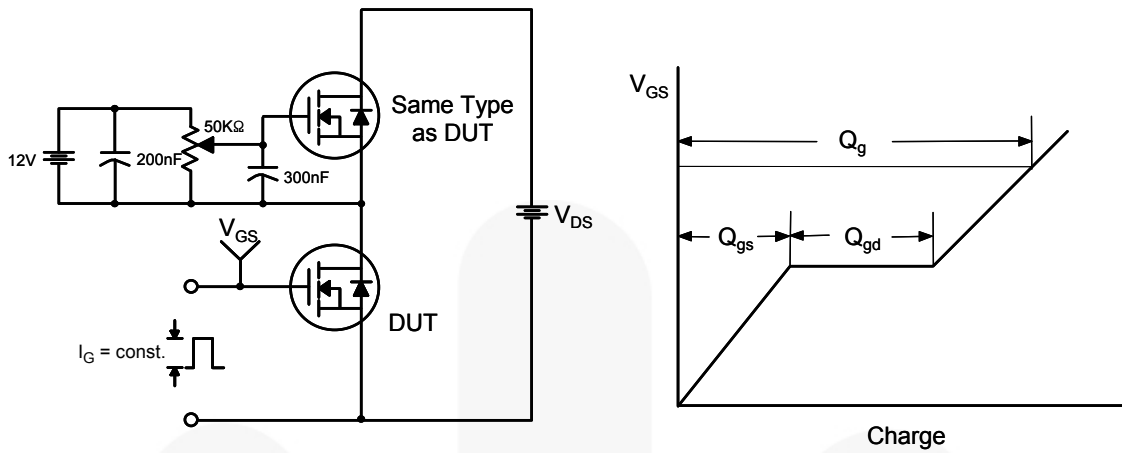 Same Type
as DUT
50KΩ
12V
200nF
300nF
V_GS
V_DS
DUT
I_G = const.
V_GS
Q_g
Q_gs
Q_gd
Charge